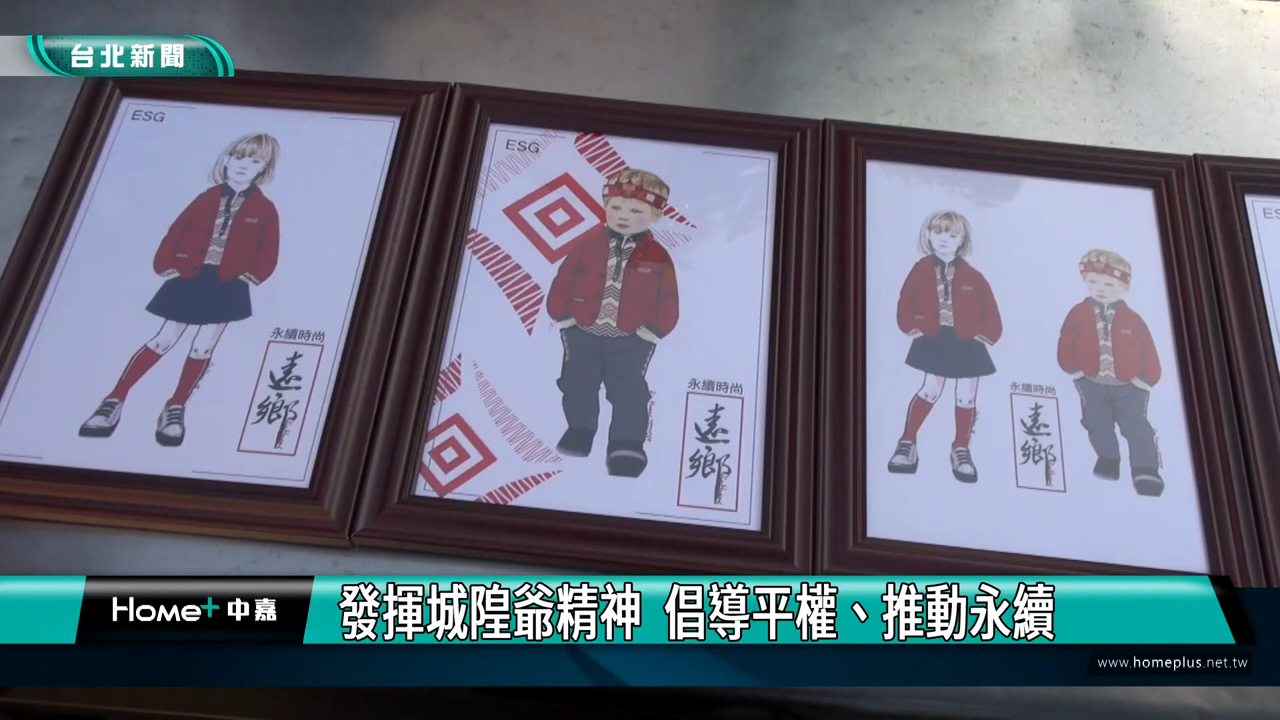 台北新聞
ESG
永續時尚
遠鄉
ESG
永續時尚
遠鄉
永續時尚
遠鄉
ES
Home+中嘉
發揮城隍爺精神 倡導平權、推動永續
www.homeplus.net.tw